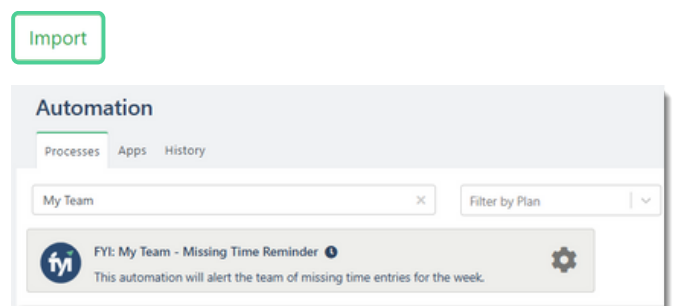 Import
Automation
Processes Apps History
My Team Filter by Plan
fyi FYI: My Team - Missing Time Reminder
This automation will alert the team of missing time entries for the week.